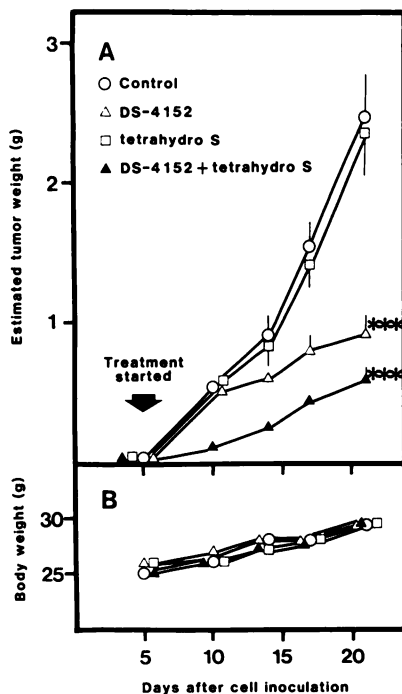 3
A
Control
DS-4152
tetrahydro S
DS-4152 + tetrahydro S
Estimated tumor weight (g)
2
1
***
Treatment
started
***
B
Body weight (g)
30
25
5
10
15
20
Days after cell inoculation